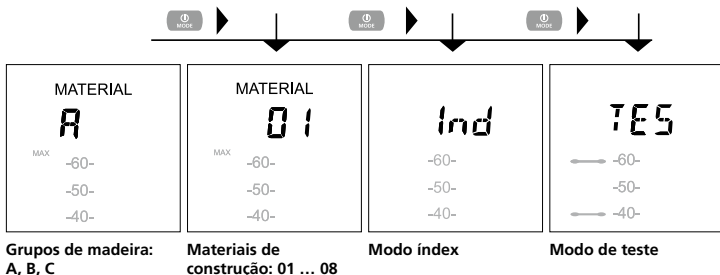 MODE
MODE
MODE
MATERIAL
A
MAX
-60-
-50-
-40-
MATERIAL
01
MAX
-60-
-50-
-40-
Ind
-60-
-50-
-40-
TES
-60-
-50-
-40-
Grupos de madeira:
A, B, C
Materiais de
construção: 01 … 08
Modo índex
Modo de teste